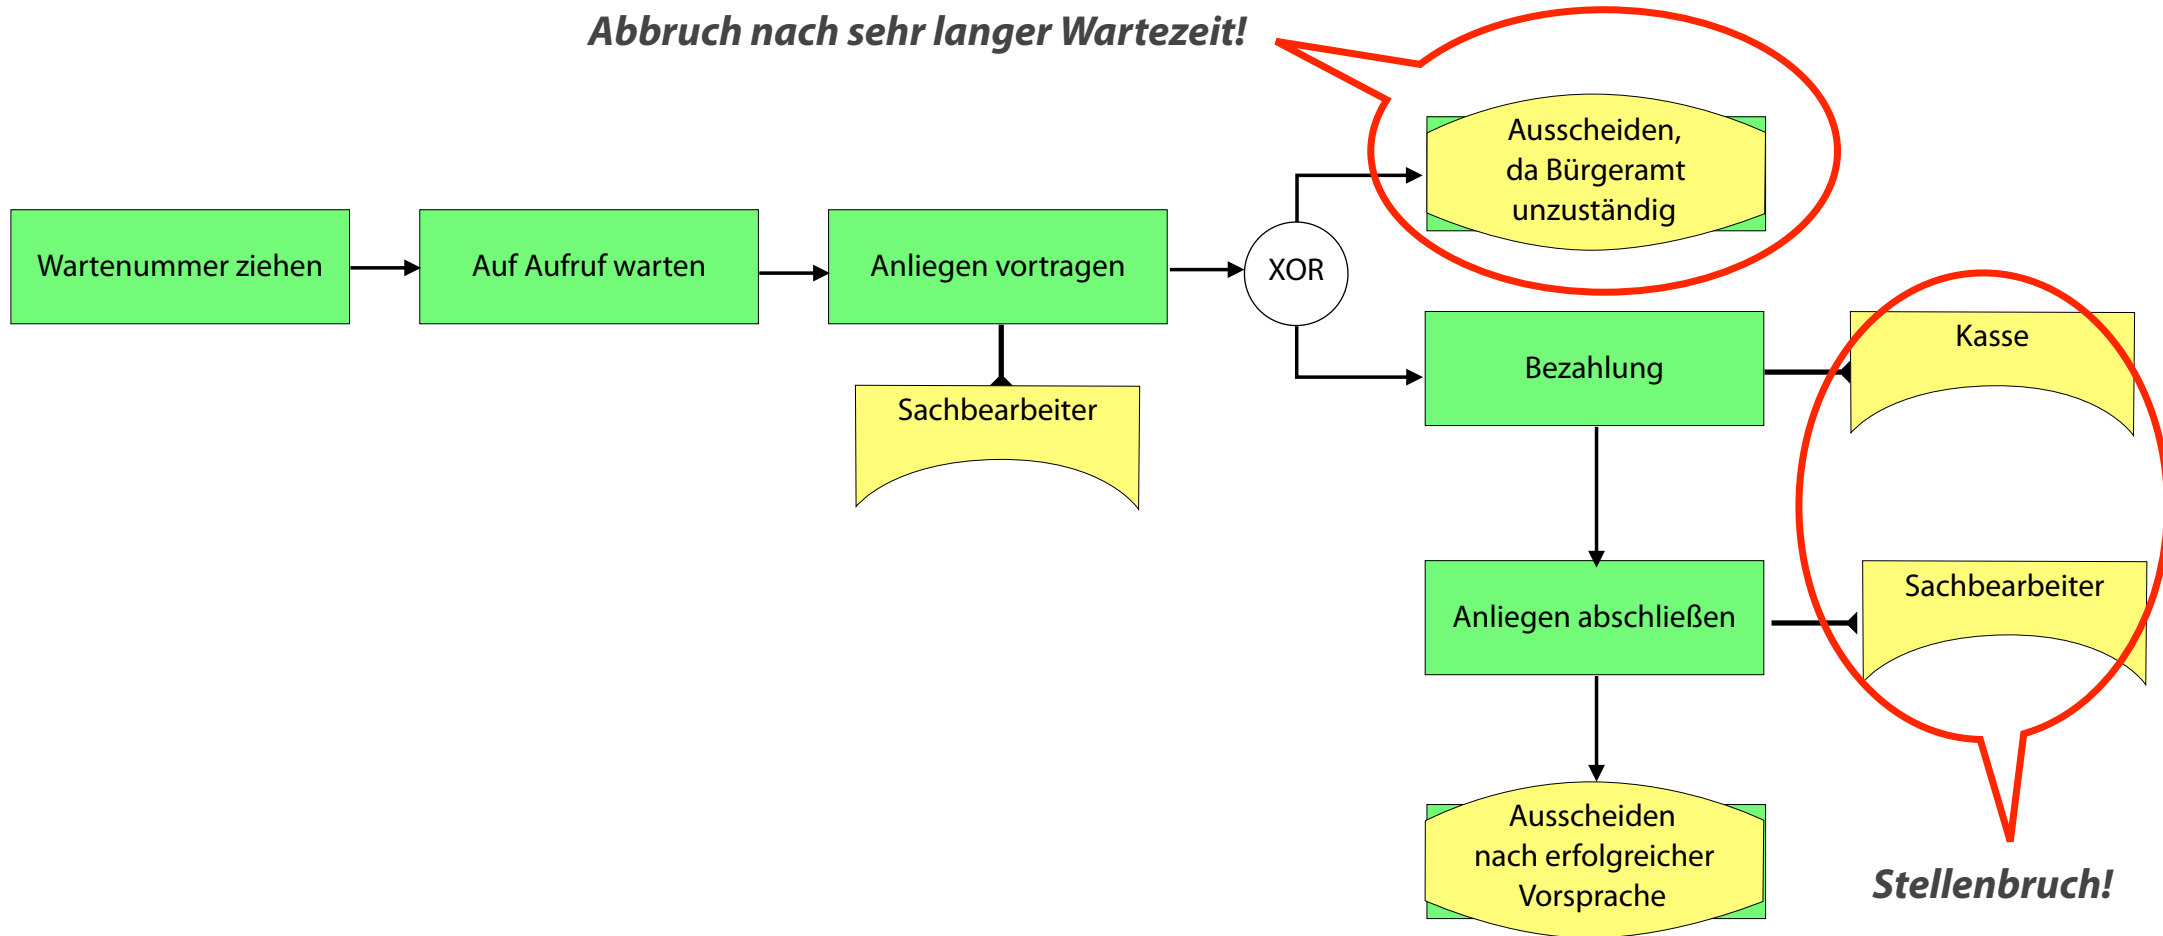 Abbruch nach sehr langer Wartezeit!
Ausscheiden,
da Bürgeramt
unzuständig
Wartenummer ziehen
Auf Aufruf warten
Anliegen vortragen
XOR
Sachbearbeiter
Bezahlung
Kasse
Anliegen abschließen
Sachbearbeiter
Ausscheiden
nach erfolgreicher
Vorsprache
Stellenbruch!